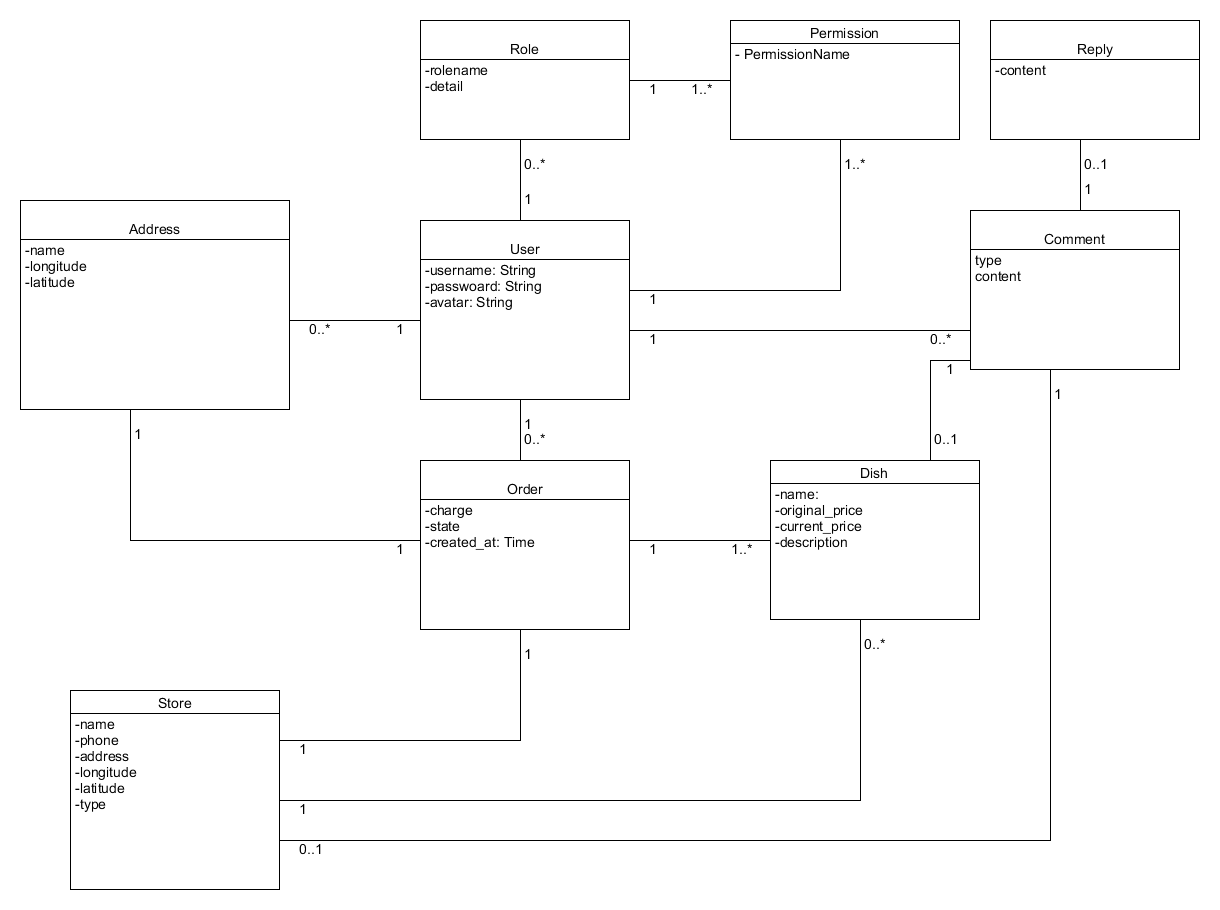 Role
-rolename
-detail
Permission
- PermissionName
Reply
-content
1
1..*
0..*
1
1..*
0..1
1
Address
-name
-longitude
-latitude
User
-username: String
-passwoard: String
-avatar: String
Comment
type
content
0..*
1
1
1
0..*
1
1
1
0..*
1
0..1
Order
-charge
-state
-created_at: Time
Dish
-name:
-original_price
-current_price
-description
1
1
1..*
1
0..*
Store
-name
-phone
-address
-longitude
-latitude
-type
1
1
0..1